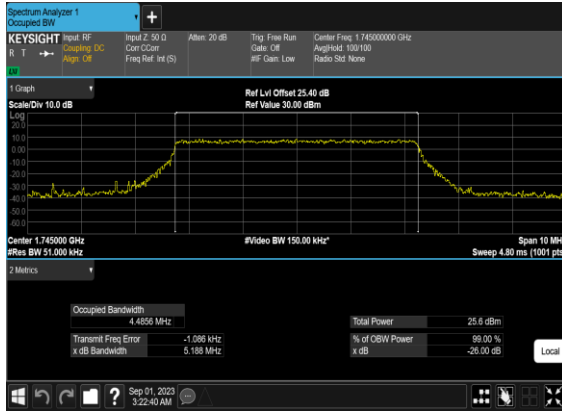 Spectrum Analyzer 1
Occupied BW
+
KEYSIGHT Input: RF Input Z: 50 Ω Atten: 20 dB Trig: Free Run Center Freq: 1.745000000 GHz
R T Coupling: DC Corr CCorr Gate: Off Avg|Hold: 100/100
Align: Off Freq Ref: Int (S) #IF Gain: Low Radio Std: None
LV
1 Graph Ref Lvl Offset 25.40 dB
Scale/Div 10.0 dB Ref Value 30.00 dBm
Log
20.0
10.0
0.00
-10.0
-20.0
-30.0
-40.0
-50.0
-60.0
Center 1.745000 GHz #Video BW 150.00 kHz* Span 10 MH
#Res BW 51.000 kHz Sweep 4.80 ms (1001 pts
2 Metrics
Occupied Bandwidth
4.4856 MHz Total Power 25.6 dBm
Transmit Freq Error -1.086 kHz % of OBW Power 99.00 %
x dB Bandwidth 5.188 MHz x dB -26.00 dB
Local
? Sep 01, 2023
3:22:40 AM